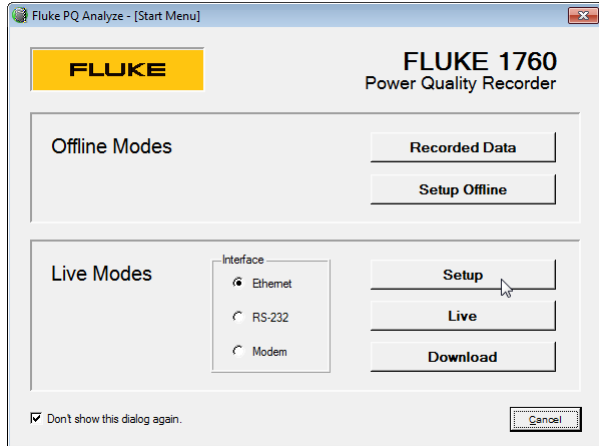 Fluke PQ Analyze - [Start Menu]
FLUKE
FLUKE 1760
Power Quality Recorder
Offline Modes
Recorded Data
Setup Offline
Live Modes
Interface
Ethernet
RS-232
Modem
Setup
Live
Download
Don't show this dialog again.
Cancel